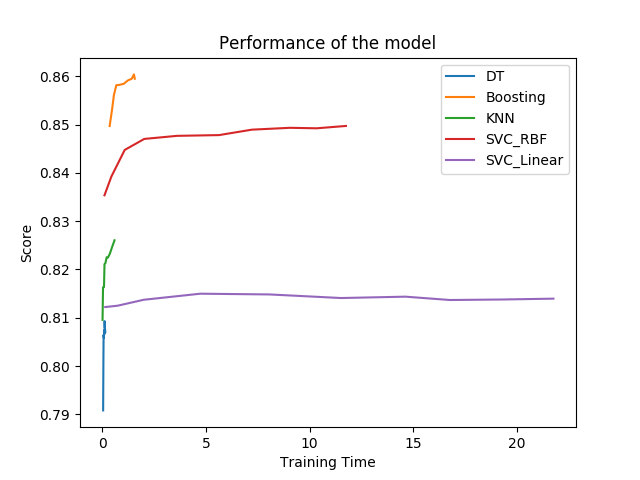 Performance of the model
0.86
0.85
0.84
0.83
0.82
0.81
0.80
0.79
Score
DT
Boosting
KNN
SVC_RBF
SVC_Linear
0 5 10 15 20
Training Time